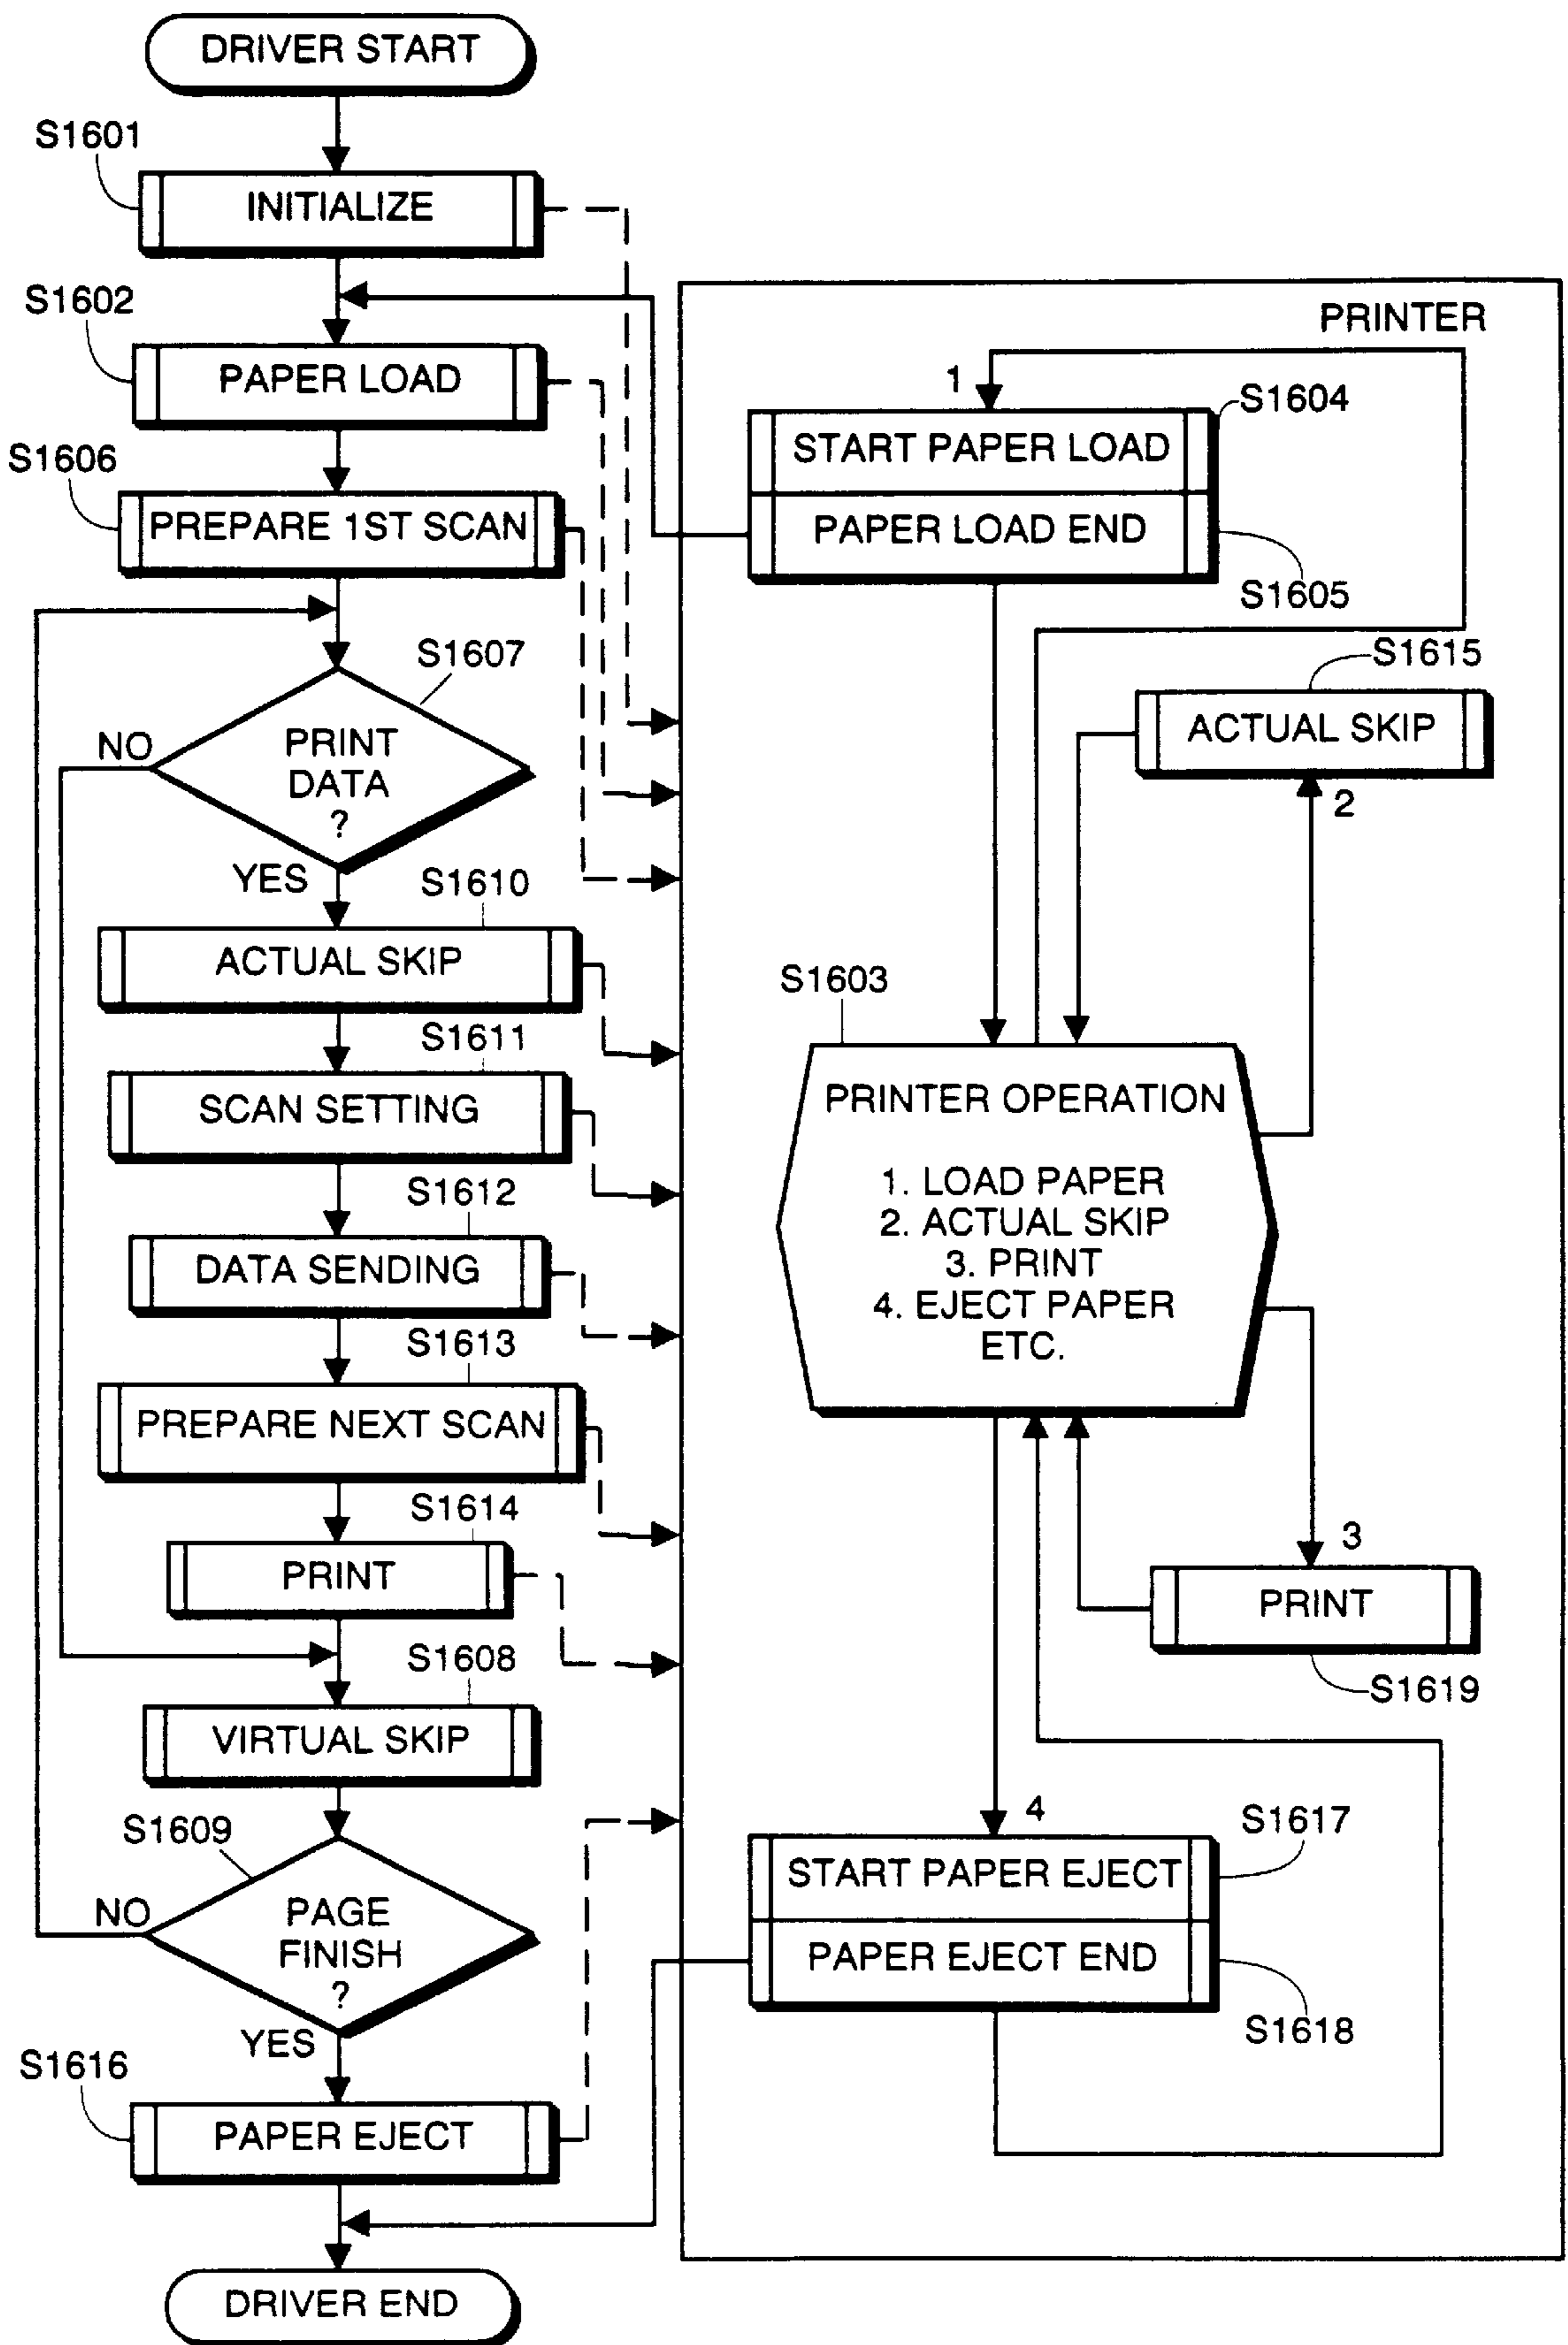 DRIVER START
S1601
INITIALIZE
S1602
PAPER LOAD
S1606
PREPARE 1ST SCAN
S1607
NO
PRINT
DATA
?
YES
S1610
ACTUAL SKIP
S1611
SCAN SETTING
S1612
DATA SENDING
S1613
PREPARE NEXT SCAN
S1614
PRINT
S1608
VIRTUAL SKIP
S1609
NO
PAGE
FINISH
?
YES
S1616
PAPER EJECT
DRIVER END
PRINTER
1
S1604
START PAPER LOAD
PAPER LOAD END
S1605
S1615
ACTUAL SKIP
2
S1603
PRINTER OPERATION
1. LOAD PAPER
2. ACTUAL SKIP
3. PRINT
4. EJECT PAPER
ETC.
3
PRINT
S1619
4
S1617
START PAPER EJECT
PAPER EJECT END
S1618